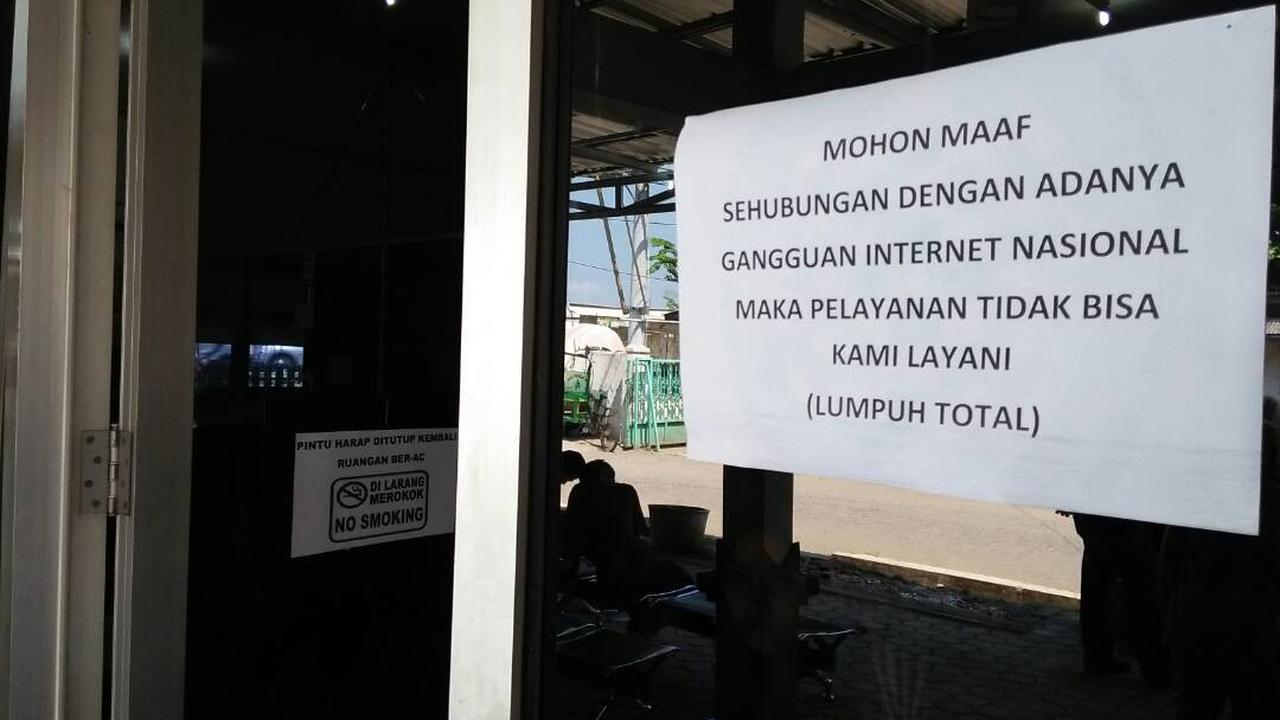 MOHON MAAF
SEHUBUNGAN DENGAN ADANYA
GANGGUAN INTERNET NASIONAL
MAKA PELAYANAN TIDAK BISA
KAMI LAYANI
(LUMPUH TOTAL)
PINTU HARAP DITUTUP KEMBALI
RUANGAN BER-AC
DI LARANG
MEROKOK
NO SMOKING